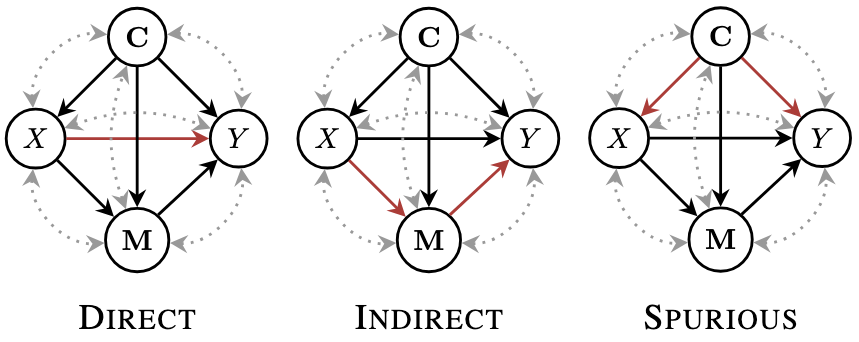 C C C
X Y X Y X Y
M M M
DIRECT INDIRECT SPURIOUS